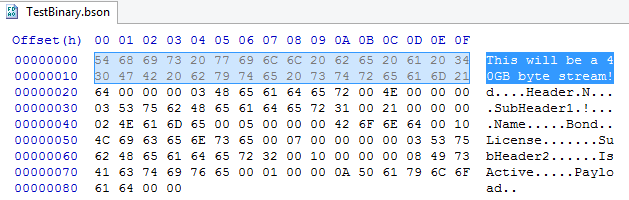 TestBinary.bson
Offset(h) 00 01 02 03 04 05 06 07 08 09 0A 0B 0C 0D 0E 0F
00000000 54 68 69 73 20 77 69 6C 6C 20 62 65 20 61 20 34 This will be a 4
00000010 30 47 42 20 62 79 74 65 20 73 74 72 65 61 6D 21 0GB byte stream!
00000020 64 00 00 00 03 48 65 61 64 65 72 00 4E 00 00 00 d....Header.N...
00000030 03 53 75 62 48 65 61 64 65 72 31 00 21 00 00 00 .SubHeader1.!...
00000040 02 4E 61 6D 65 00 05 00 00 00 42 6F 6E 64 00 10 .Name.....Bond..
00000050 4C 69 63 65 6E 73 65 00 07 00 00 00 00 03 53 75 License.......Su
00000060 62 48 65 61 64 65 72 32 00 10 00 00 00 08 49 73 bHeader2......Is
00000070 41 63 74 69 76 65 00 01 00 00 0A 50 61 79 6C 6F Active.....Paylo
00000080 61 64 00 00 ad..